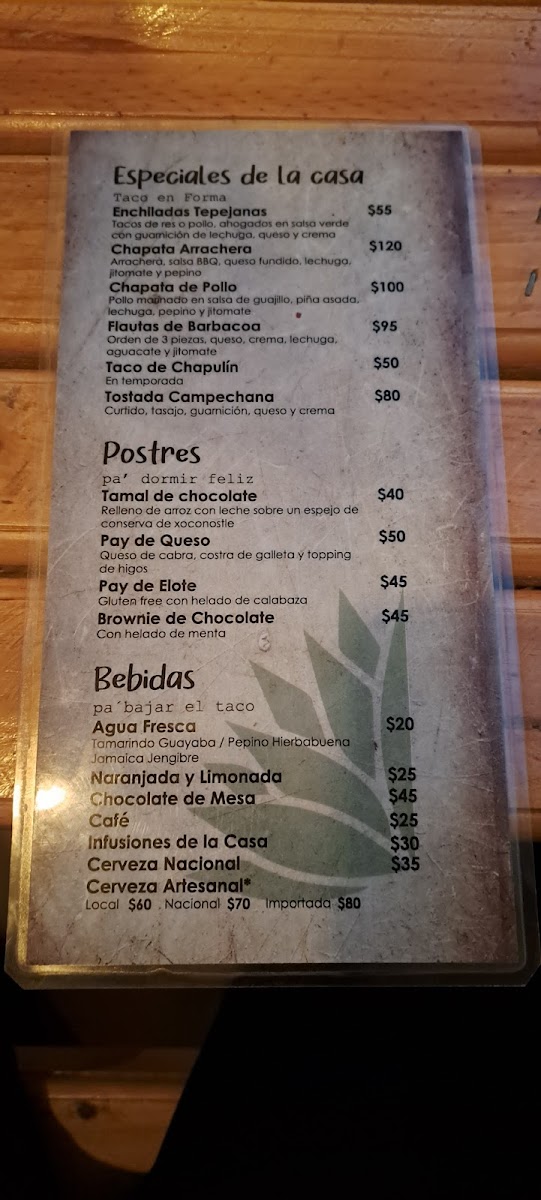 Especiales de la casa
Taco en Forma
Enchiladas Tepejanas $55
Tacos de res o pollo, ahogadas en salsa verde
con guarnición de lechuga, queso y crema
Chapata Arrachera $120
Arrachera, salsa BBQ, queso fundido, lechuga,
jitomate y pepino
Chapata de Pollo $100
Pollo marinado en salsa de guajillo, piña asada,
lechuga, pepino y jitomate
Flautas de Barbacoa $95
Orden de 3 piezas, queso, crema, lechuga,
aguacate y jitomate
Taco de Chapulín $50
En temporada
Tostada Campechana $80
Curtido, tasajo, guarnición, queso y crema
Postres
pa' dormir feliz
Tamal de chocolate $40
Relleno de arroz con leche sobre un espejo de
conserva de xoconostle
Pay de Queso $50
Queso de cabra, costra de galleta y topping
de higos
Pay de Elote $45
Gluten free con helado de calabaza
Brownie de Chocolate $45
Con helado de menta
Bebidas
pa´bajar el taco
Agua Fresca $20
Tamarindo Guayaba / Pepino Hierbabuena
Jamaica Jengibre
Naranjada y Limonada $25
Chocolate de Mesa $45
Café $25
Infusiones de la Casa $30
Cerveza Nacional $35
Cerveza Artesanal*
Local $60 . Nacional $70 Importada $80